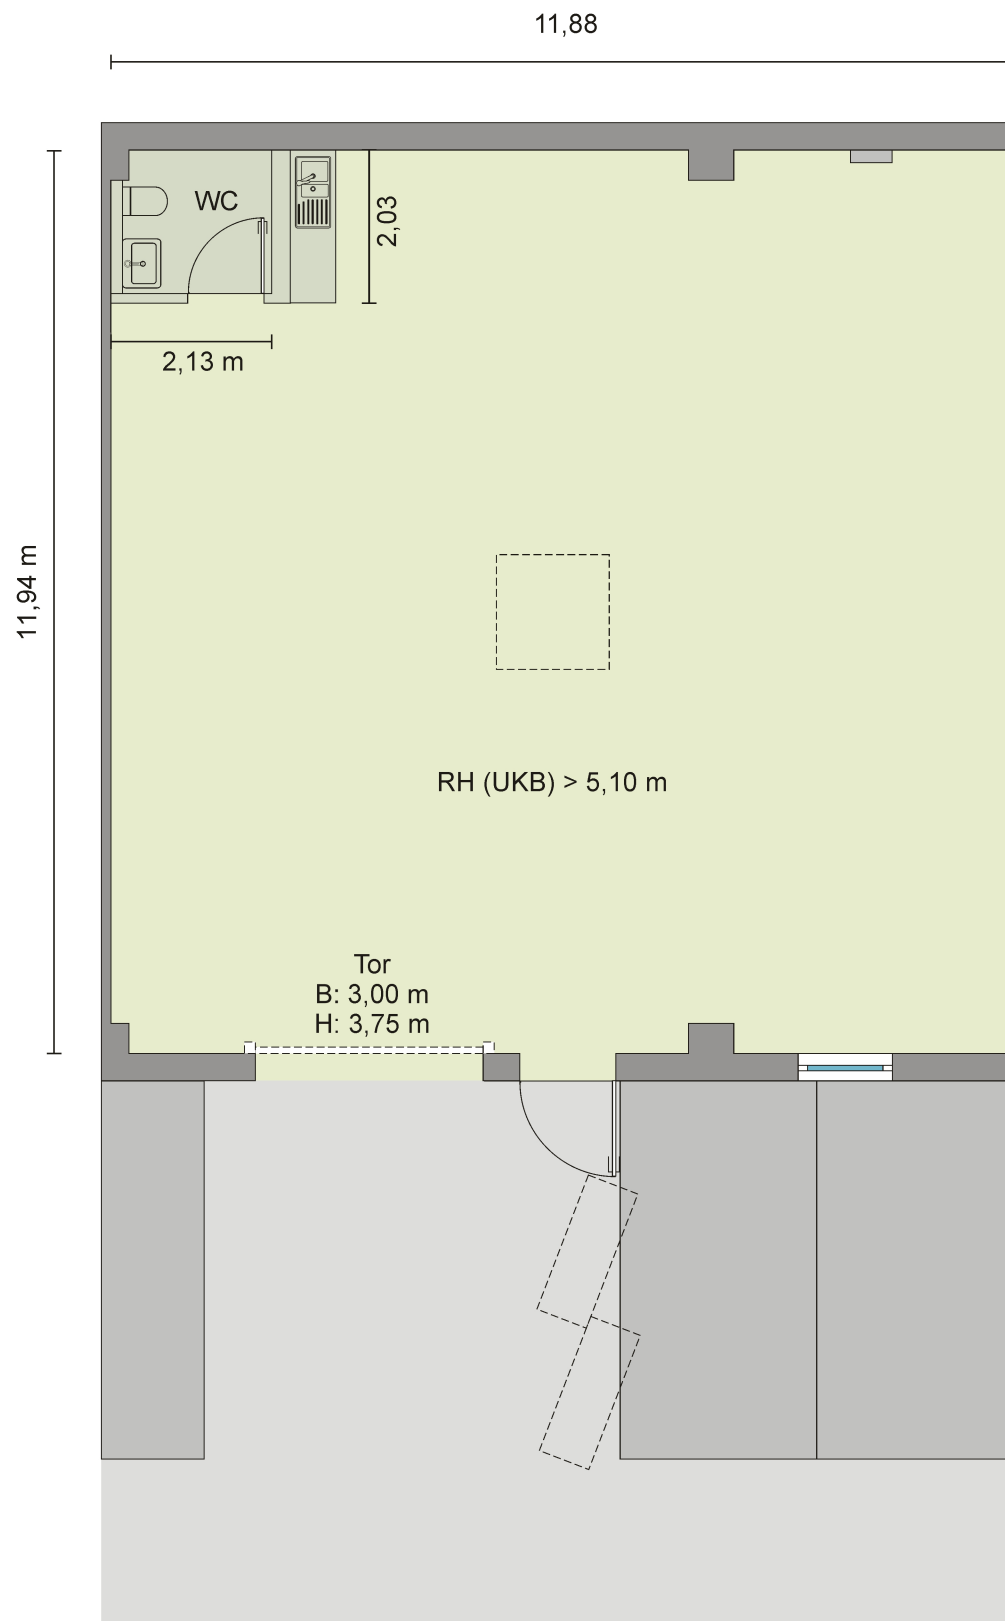 11,88
WC
2,03
2,13 m
11,94 m
RH (UKB) > 5,10 m
Tor
B: 3,00 m
H: 3,75 m